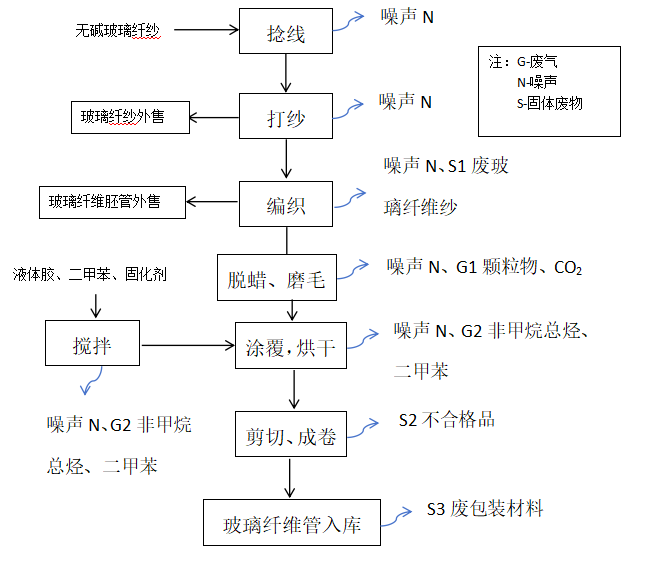 无碱玻璃纤纱
捻线
噪声 N
注：G-废气
N-噪声
S-固体废物
玻璃纤纱外售
打纱
噪声 N
噪声 N、S1 废玻
璃纤维纱
玻璃纤维胚管外售
编织
液体胶、二甲苯、固化剂
脱蜡、磨毛
噪声 N、G1 颗粒物、CO₂
搅拌
涂覆，烘干
噪声 N、G2 非甲烷总烃、
二甲苯
噪声 N、G2 非甲烷
总烃、二甲苯
剪切、成卷
S2 不合格品
玻璃纤维管入库
S3 废包装材料